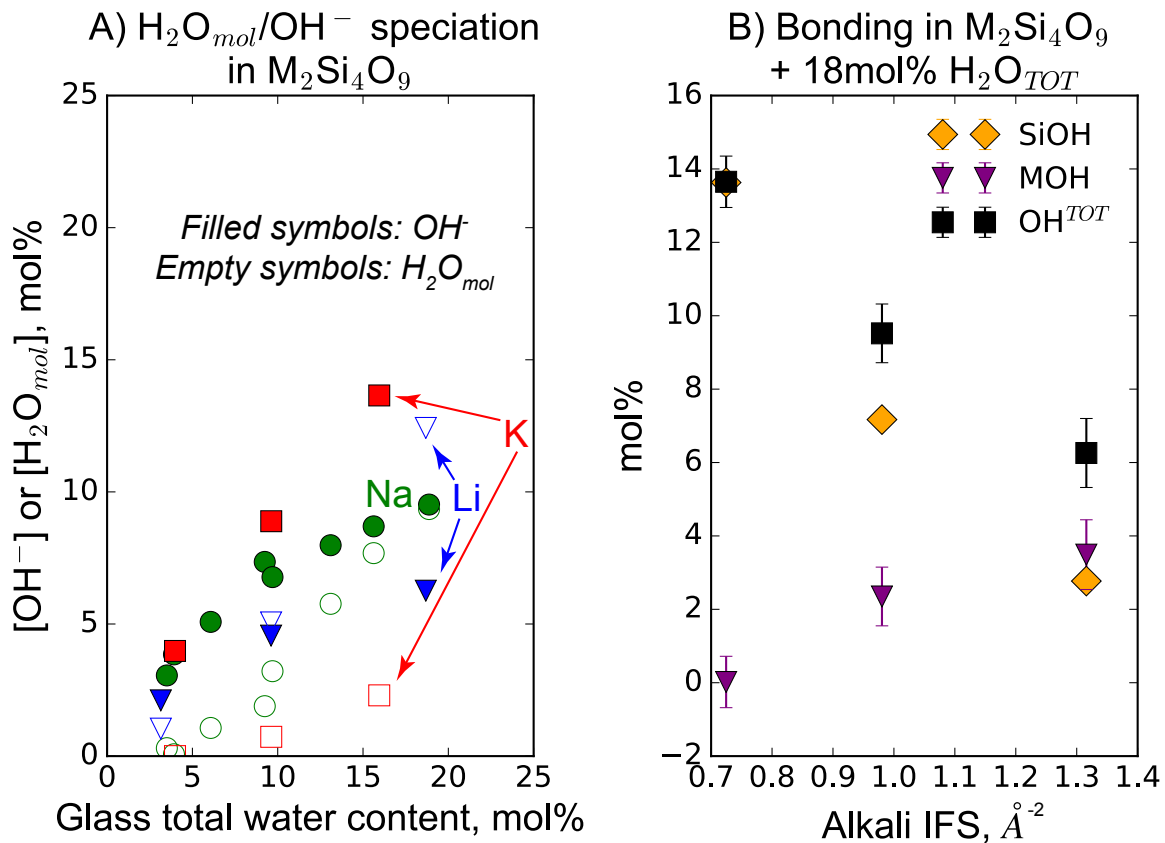 A) H₂Oₘₒₗ/OH⁻ speciation
in M₂Si₄O₉
25
20
15
10
5
0
[OH⁻] or [H₂Oₘₒₗ], mol%
Filled symbols: OH⁻
Empty symbols: H₂Oₘₒₗ
K
Na
Li
0
5
10
15
20
25
Glass total water content, mol%
B) Bonding in M₂Si₄O₉
+ 18mol% H₂O_TOT
16
14
12
10
8
6
4
2
0
−2
mol%
SiOH
MOH
OH^TOT
0.7
0.8
0.9
1.0
1.1
1.2
1.3
1.4
Alkali IFS, Å⁻²